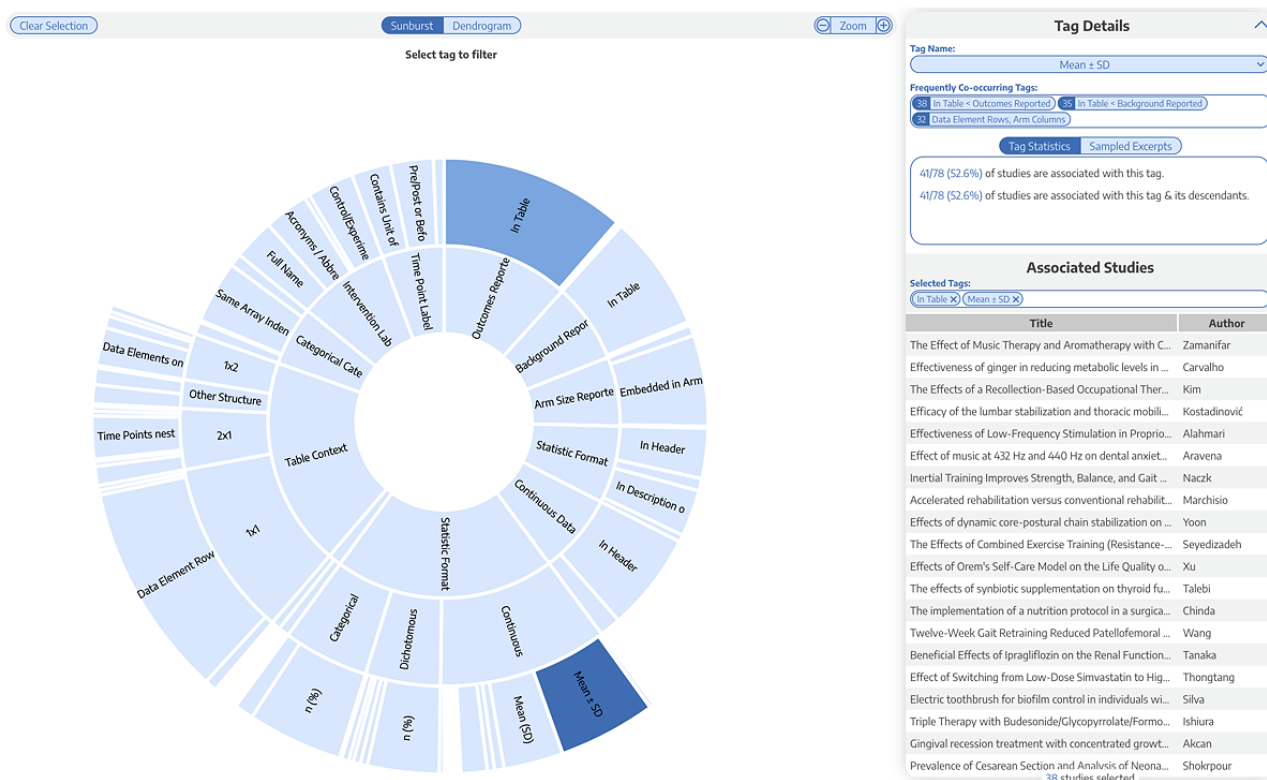 Clear Selection
Sunburst
Dendrogram
Zoom
Select tag to filter
In Table
In Table
Embedded in Arm
In Header
In Description o
In Header
Mean ± SD
Mean (SD)
n (%)
n (%)
Data Element Row
Time Points nest
Data Elements on
Same Array Inden
Full Name
Acronyms / Abbre
Control/Experime
Contains Unit of
Pre/Post or Befo
Outcomes Reporte
Background Repor
Arm Size Reporte
Statistic Format
Continuous Data
Statistic Format
Continuous
Dichotomous
Categorical
Table Context
1x1
2x1
Other Structure
1x2
Categorical Cate
Intervention Lab
Time Point Label
Tag Details
Tag Name:
Mean ± SD
Frequently Co-occurring Tags:
38 In Table < Outcomes Reported 35 In Table < Background Reported
32 Data Element Rows, Arm Columns
Tag Statistics Sampled Excerpts
41/78 (52.6%) of studies are associated with this tag.
41/78 (52.6%) of studies are associated with this tag & its descendants.
Associated Studies
Selected Tags:
In Table ✕ Mean ± SD ✕
Title Author
The Effect of Music Therapy and Aromatherapy with C... Zamanifar
Effectiveness of ginger in reducing metabolic levels in ... Carvalho
The Effects of a Recollection-Based Occupational Ther... Kim
Efficacy of the lumbar stabilization and thoracic mobili... Kostadinović
Effectiveness of Low-Frequency Stimulation in Proprio... Alahmari
Effect of music at 432 Hz and 440 Hz on dental anxiet... Aravena
Inertial Training Improves Strength, Balance, and Gait ... Naczk
Accelerated rehabilitation versus conventional rehabilit... Marchisio
Effects of dynamic core-postural chain stabilization on ... Yoon
The Effects of Combined Exercise Training (Resistance-... Seyedizadeh
Effects of Orem's Self-Care Model on the Life Quality o... Xu
The effects of synbiotic supplementation on thyroid fu... Talebi
The implementation of a nutrition protocol in a surgica... Chinda
Twelve-Week Gait Retraining Reduced Patellofemoral ... Wang
Beneficial Effects of Ipragliflozin on the Renal Function... Tanaka
Effect of Switching from Low-Dose Simvastatin to Hig... Thongtang
Electric toothbrush for biofilm control in individuals wi... Silva
Triple Therapy with Budesonide/Glycopyrrolate/Formo... Ishiura
Gingival recession treatment with concentrated growt... Akcan
Prevalence of Cesarean Section and Analysis of Neona... Shokrpour
38 studies selected